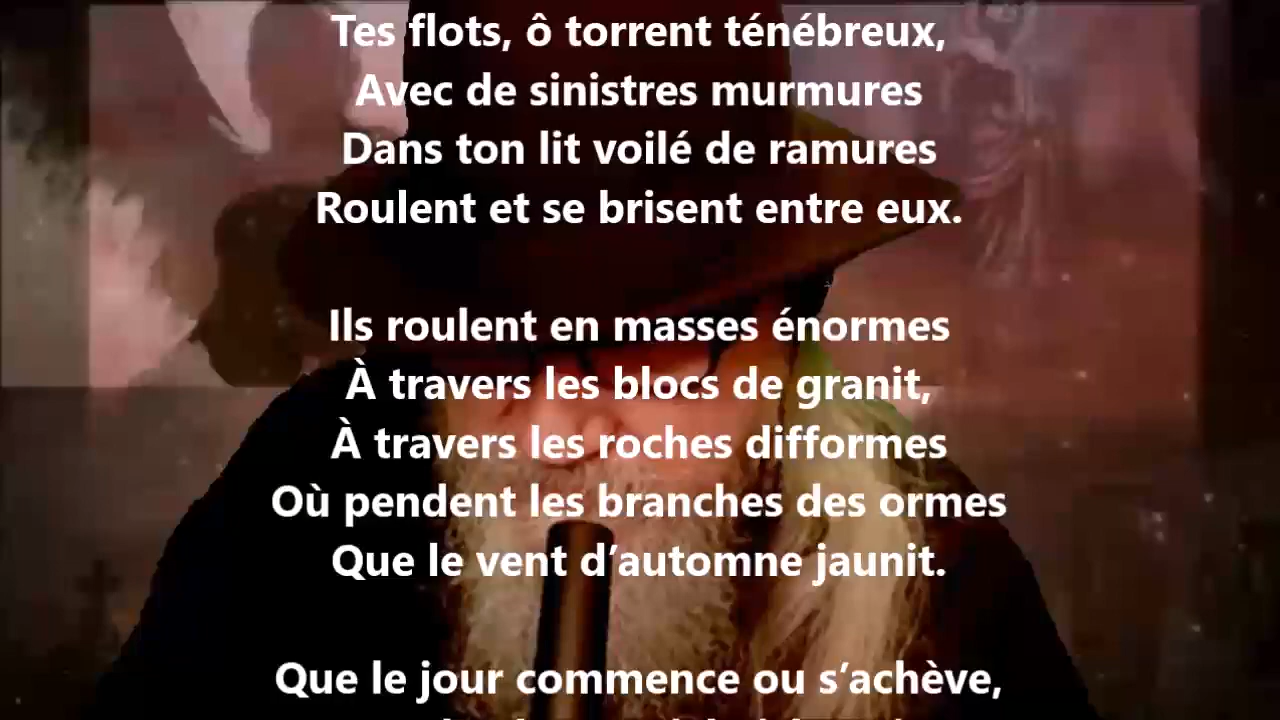 Tes flots, ô torrent ténébreux,
Avec de sinistres murmures
Dans ton lit voilé de ramures
Roulent et se brisent entre eux.
Ils roulent en masses énormes
À travers les blocs de granit,
À travers les roches difformes
Où pendent les branches des ormes
Que le vent d’automne jaunit.
Que le jour commence ou s’achève,